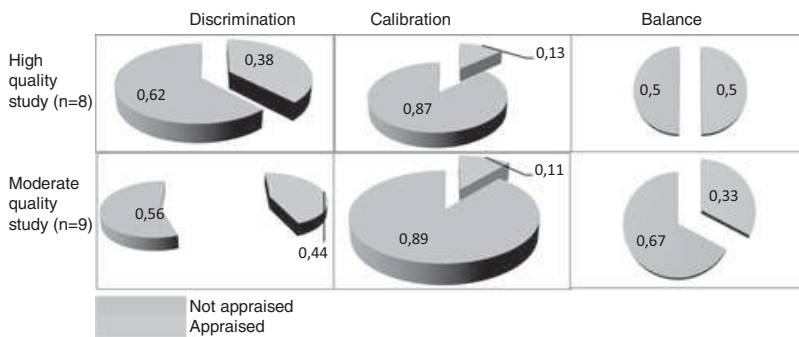 Discrimination Calibration Balance
High
quality
study (n=8)
0,62
0,38
0,87
0,13
0,5
0,5
Moderate
quality
study (n=9)
0,56
0,44
0,89
0,11
0,67
0,33
Not appraised
Appraised